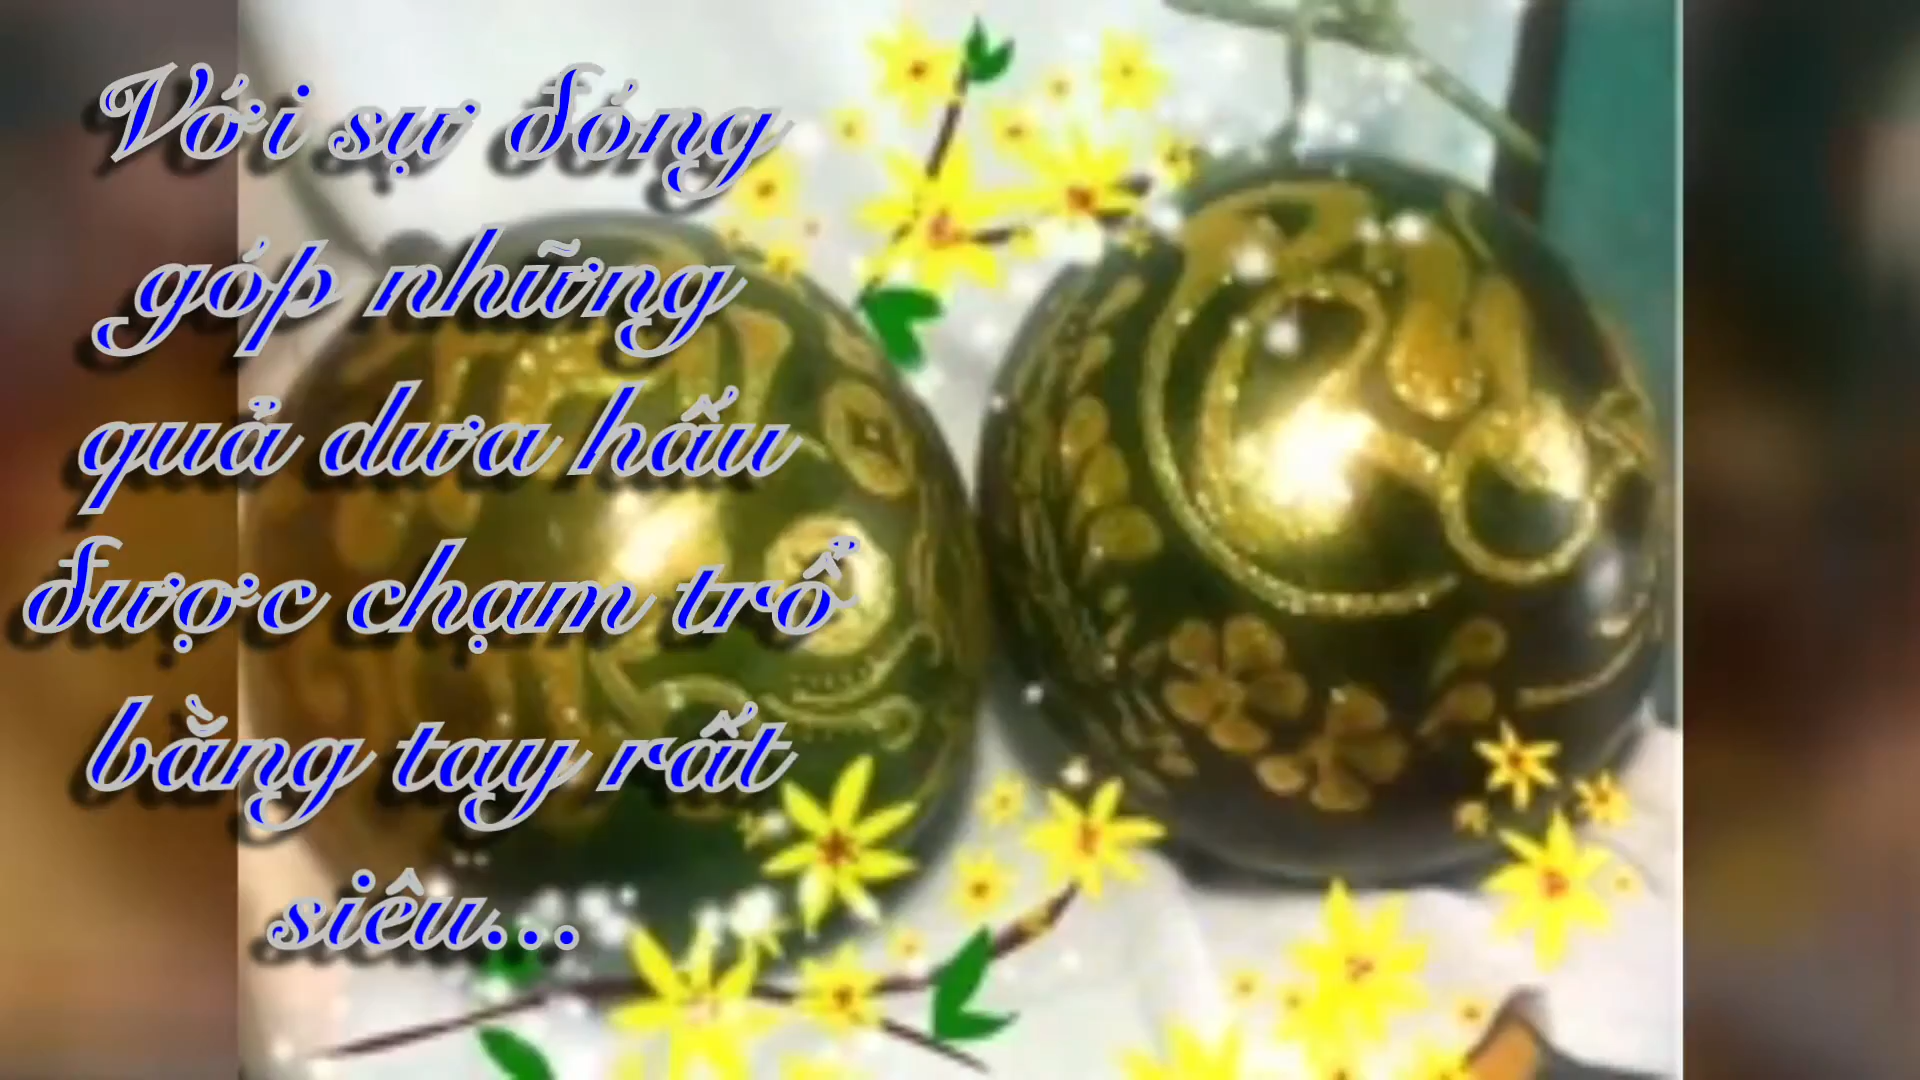 Với sự đóng
góp những
quả dưa hấu
được chạm trổ
bằng tay rất
siêu...